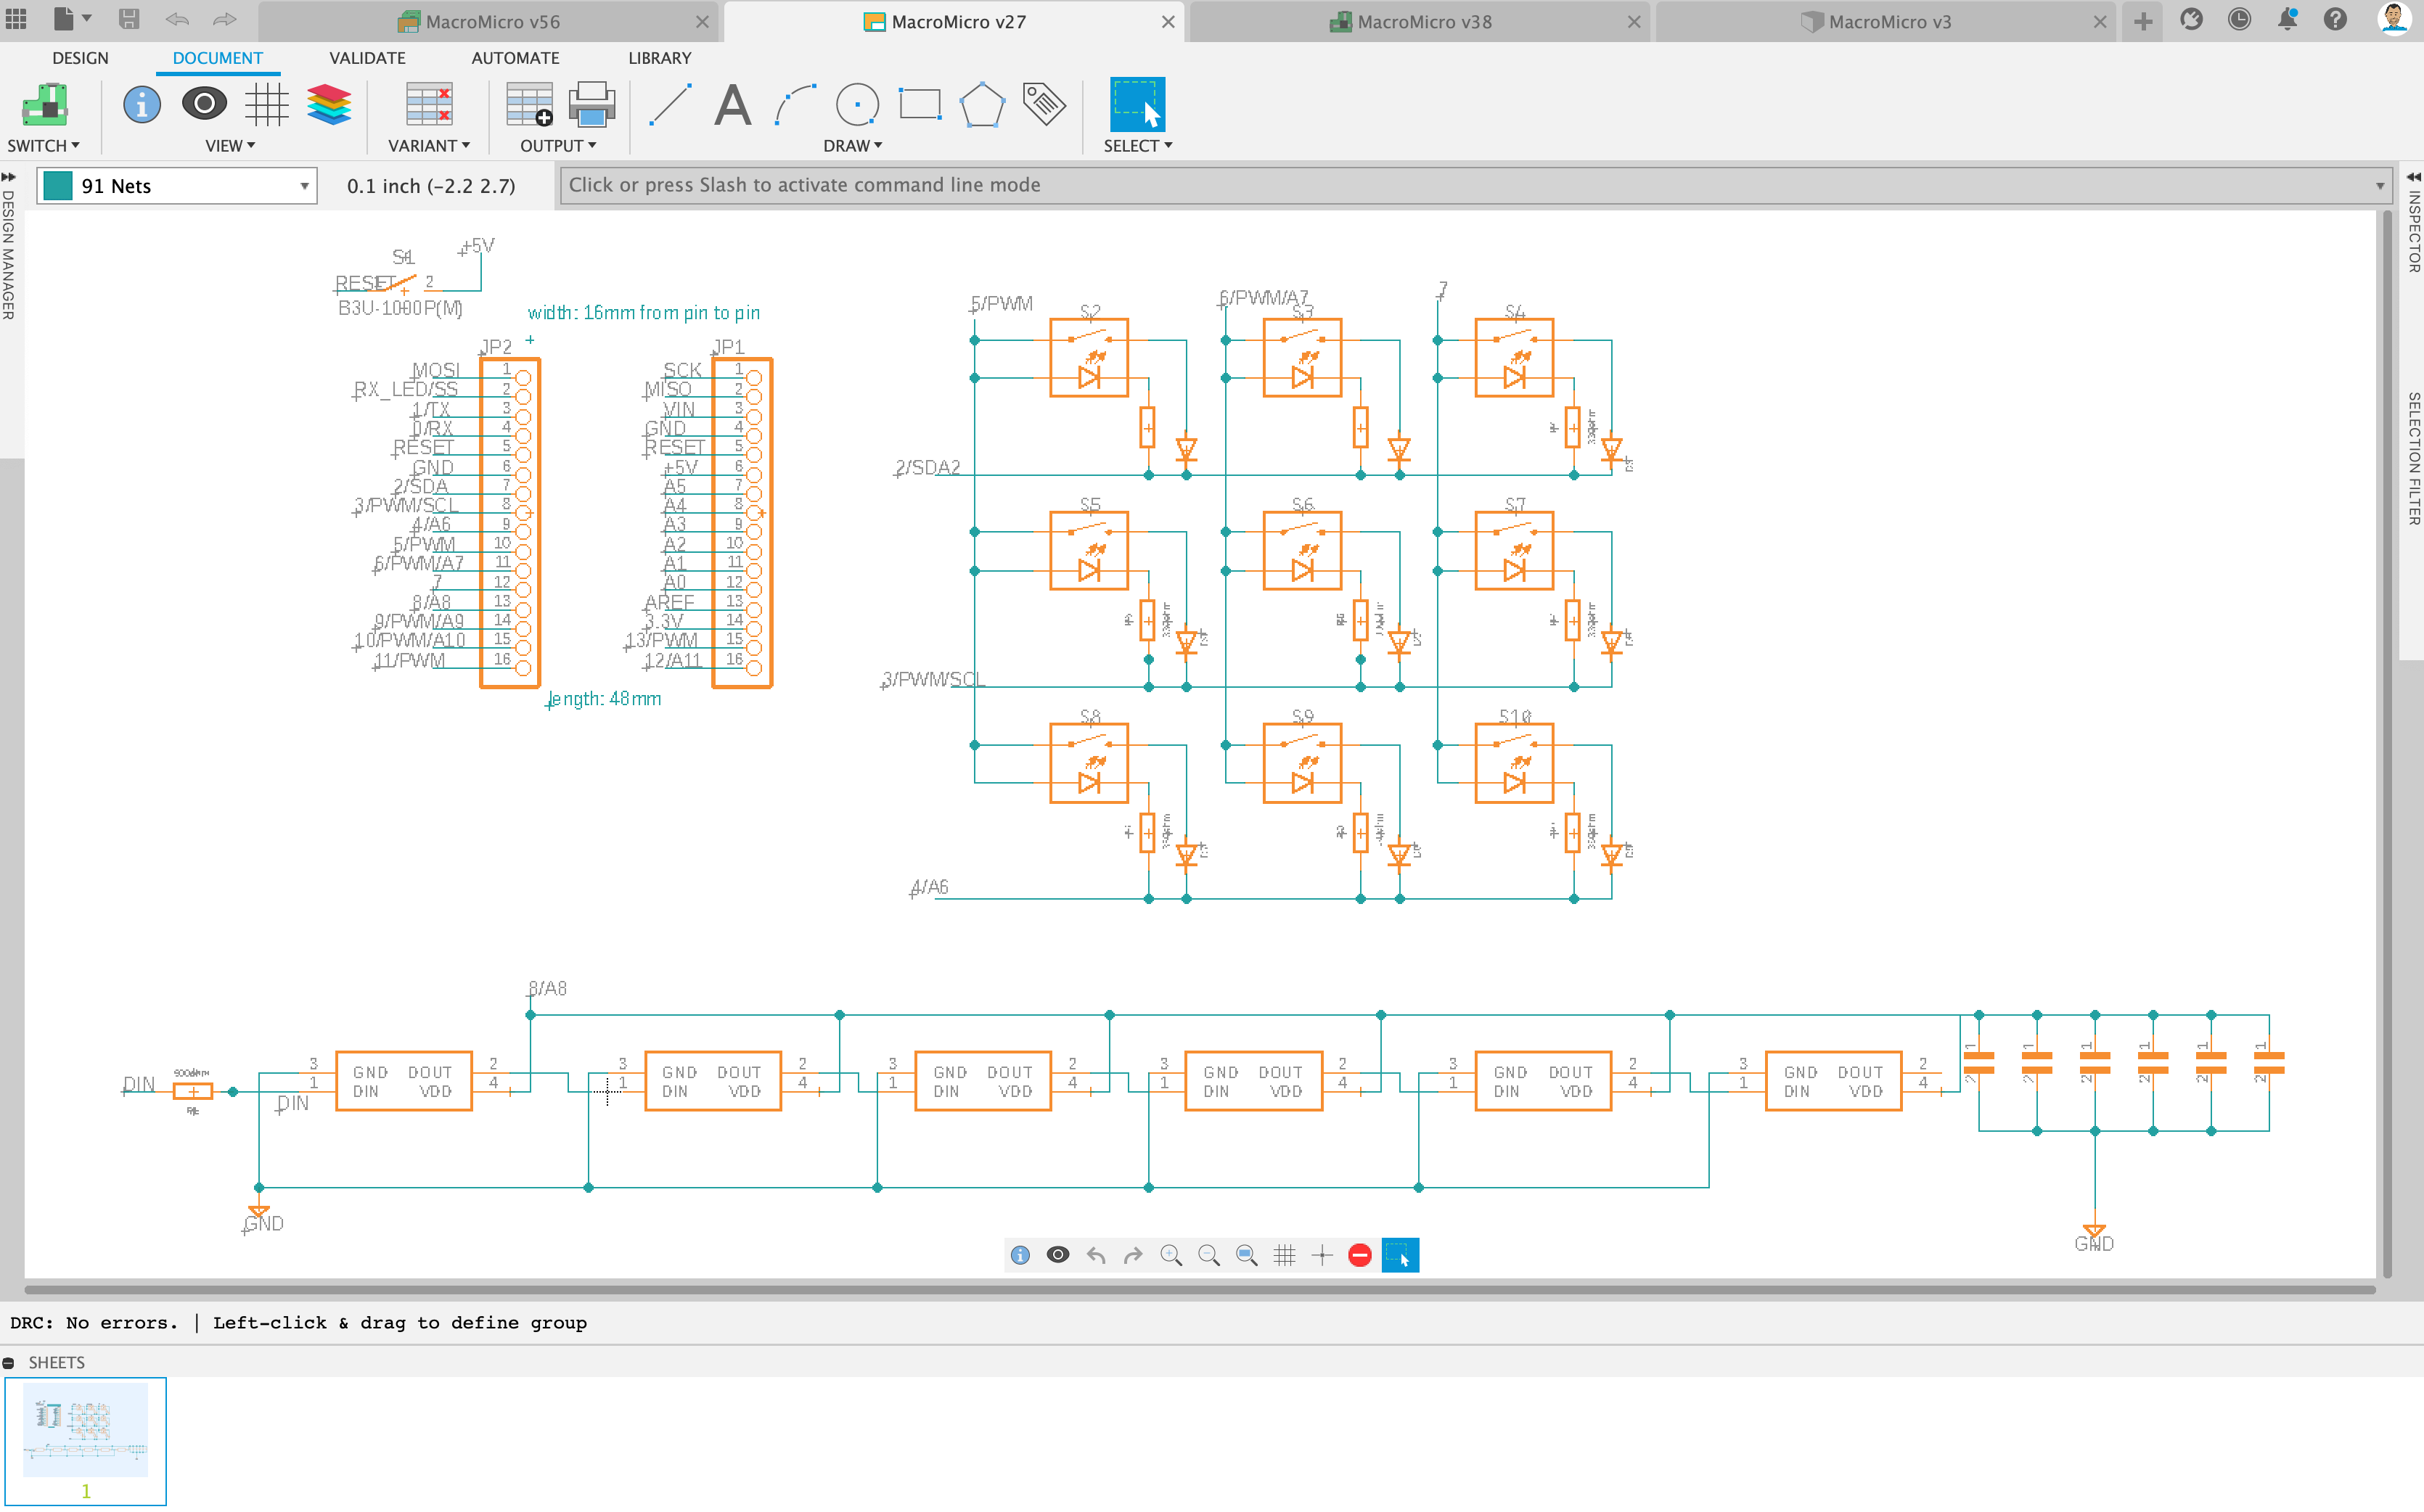 MacroMicro v56
MacroMicro v27
MacroMicro v38
MacroMicro v3
DESIGN
DOCUMENT
VALIDATE
AUTOMATE
LIBRARY
SWITCH
VIEW
VARIANT
OUTPUT
DRAW
SELECT
91 Nets
0.1 inch (-2.2 2.7)
Click or press Slash to activate command line mode
DESIGN MANAGER
INSPECTOR
SELECTION FILTER
S1
+5V
RESET
2
B3U-1000P(M)
width: 16mm from pin to pin
JP2
MOSI 1
RX_LED/SS 2
1/TX 3
0/RX 4
RESET 5
GND 6
2/SDA 7
3/PWM/SCL 8
4/A6 9
5/PWM 10
6/PWM/A7 11
7 12
8/A8 13
9/PWM/A9 14
10/PWM/A10 15
11/PWM 16
JP1
SCK 1
MISO 2
VIN 3
GND 4
RESET 5
+5V 6
A5 7
A4 8
A3 9
A2 10
A1 11
A0 12
AREF 13
3.3V 14
13/PWM 15
12/A11 16
length: 48mm
5/PWM
6/PWM/A7
7
S2
S3
S4
2/SDA2
S5
S6
S7
3/PWM/SCL
S8
S9
S10
4/A6
8/A8
DIN
DIN
3 GND DOUT 2
1 DIN VDD 4
3 GND DOUT 2
1 DIN VDD 4
3 GND DOUT 2
1 DIN VDD 4
3 GND DOUT 2
1 DIN VDD 4
3 GND DOUT 2
1 DIN VDD 4
3 GND DOUT 2
1 DIN VDD 4
1 1 1 1 1 1
2 2 2 2 2 2
GND
GND
DRC: No errors. | Left-click & drag to define group
SHEETS
1